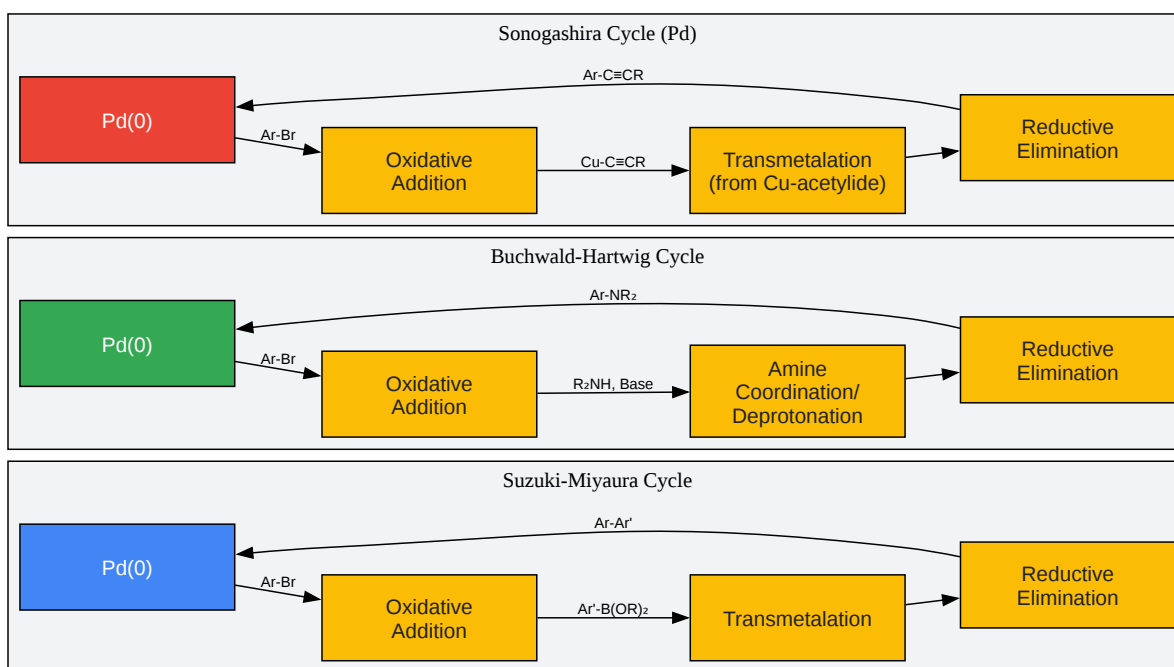 Sonogashira Cycle (Pd)
Ar-C≡CR
Pd(0)
Ar-Br
Oxidative
Addition
Cu-C≡CR
Transmetalation
(from Cu-acetylide)
Reductive
Elimination
Buchwald-Hartwig Cycle
Ar-NR₂
Pd(0)
Ar-Br
Oxidative
Addition
R₂NH, Base
Amine
Coordination/
Deprotonation
Reductive
Elimination
Suzuki-Miyaura Cycle
Ar-Ar'
Pd(0)
Ar-Br
Oxidative
Addition
Ar'-B(OR)₂
Transmetalation
Reductive
Elimination